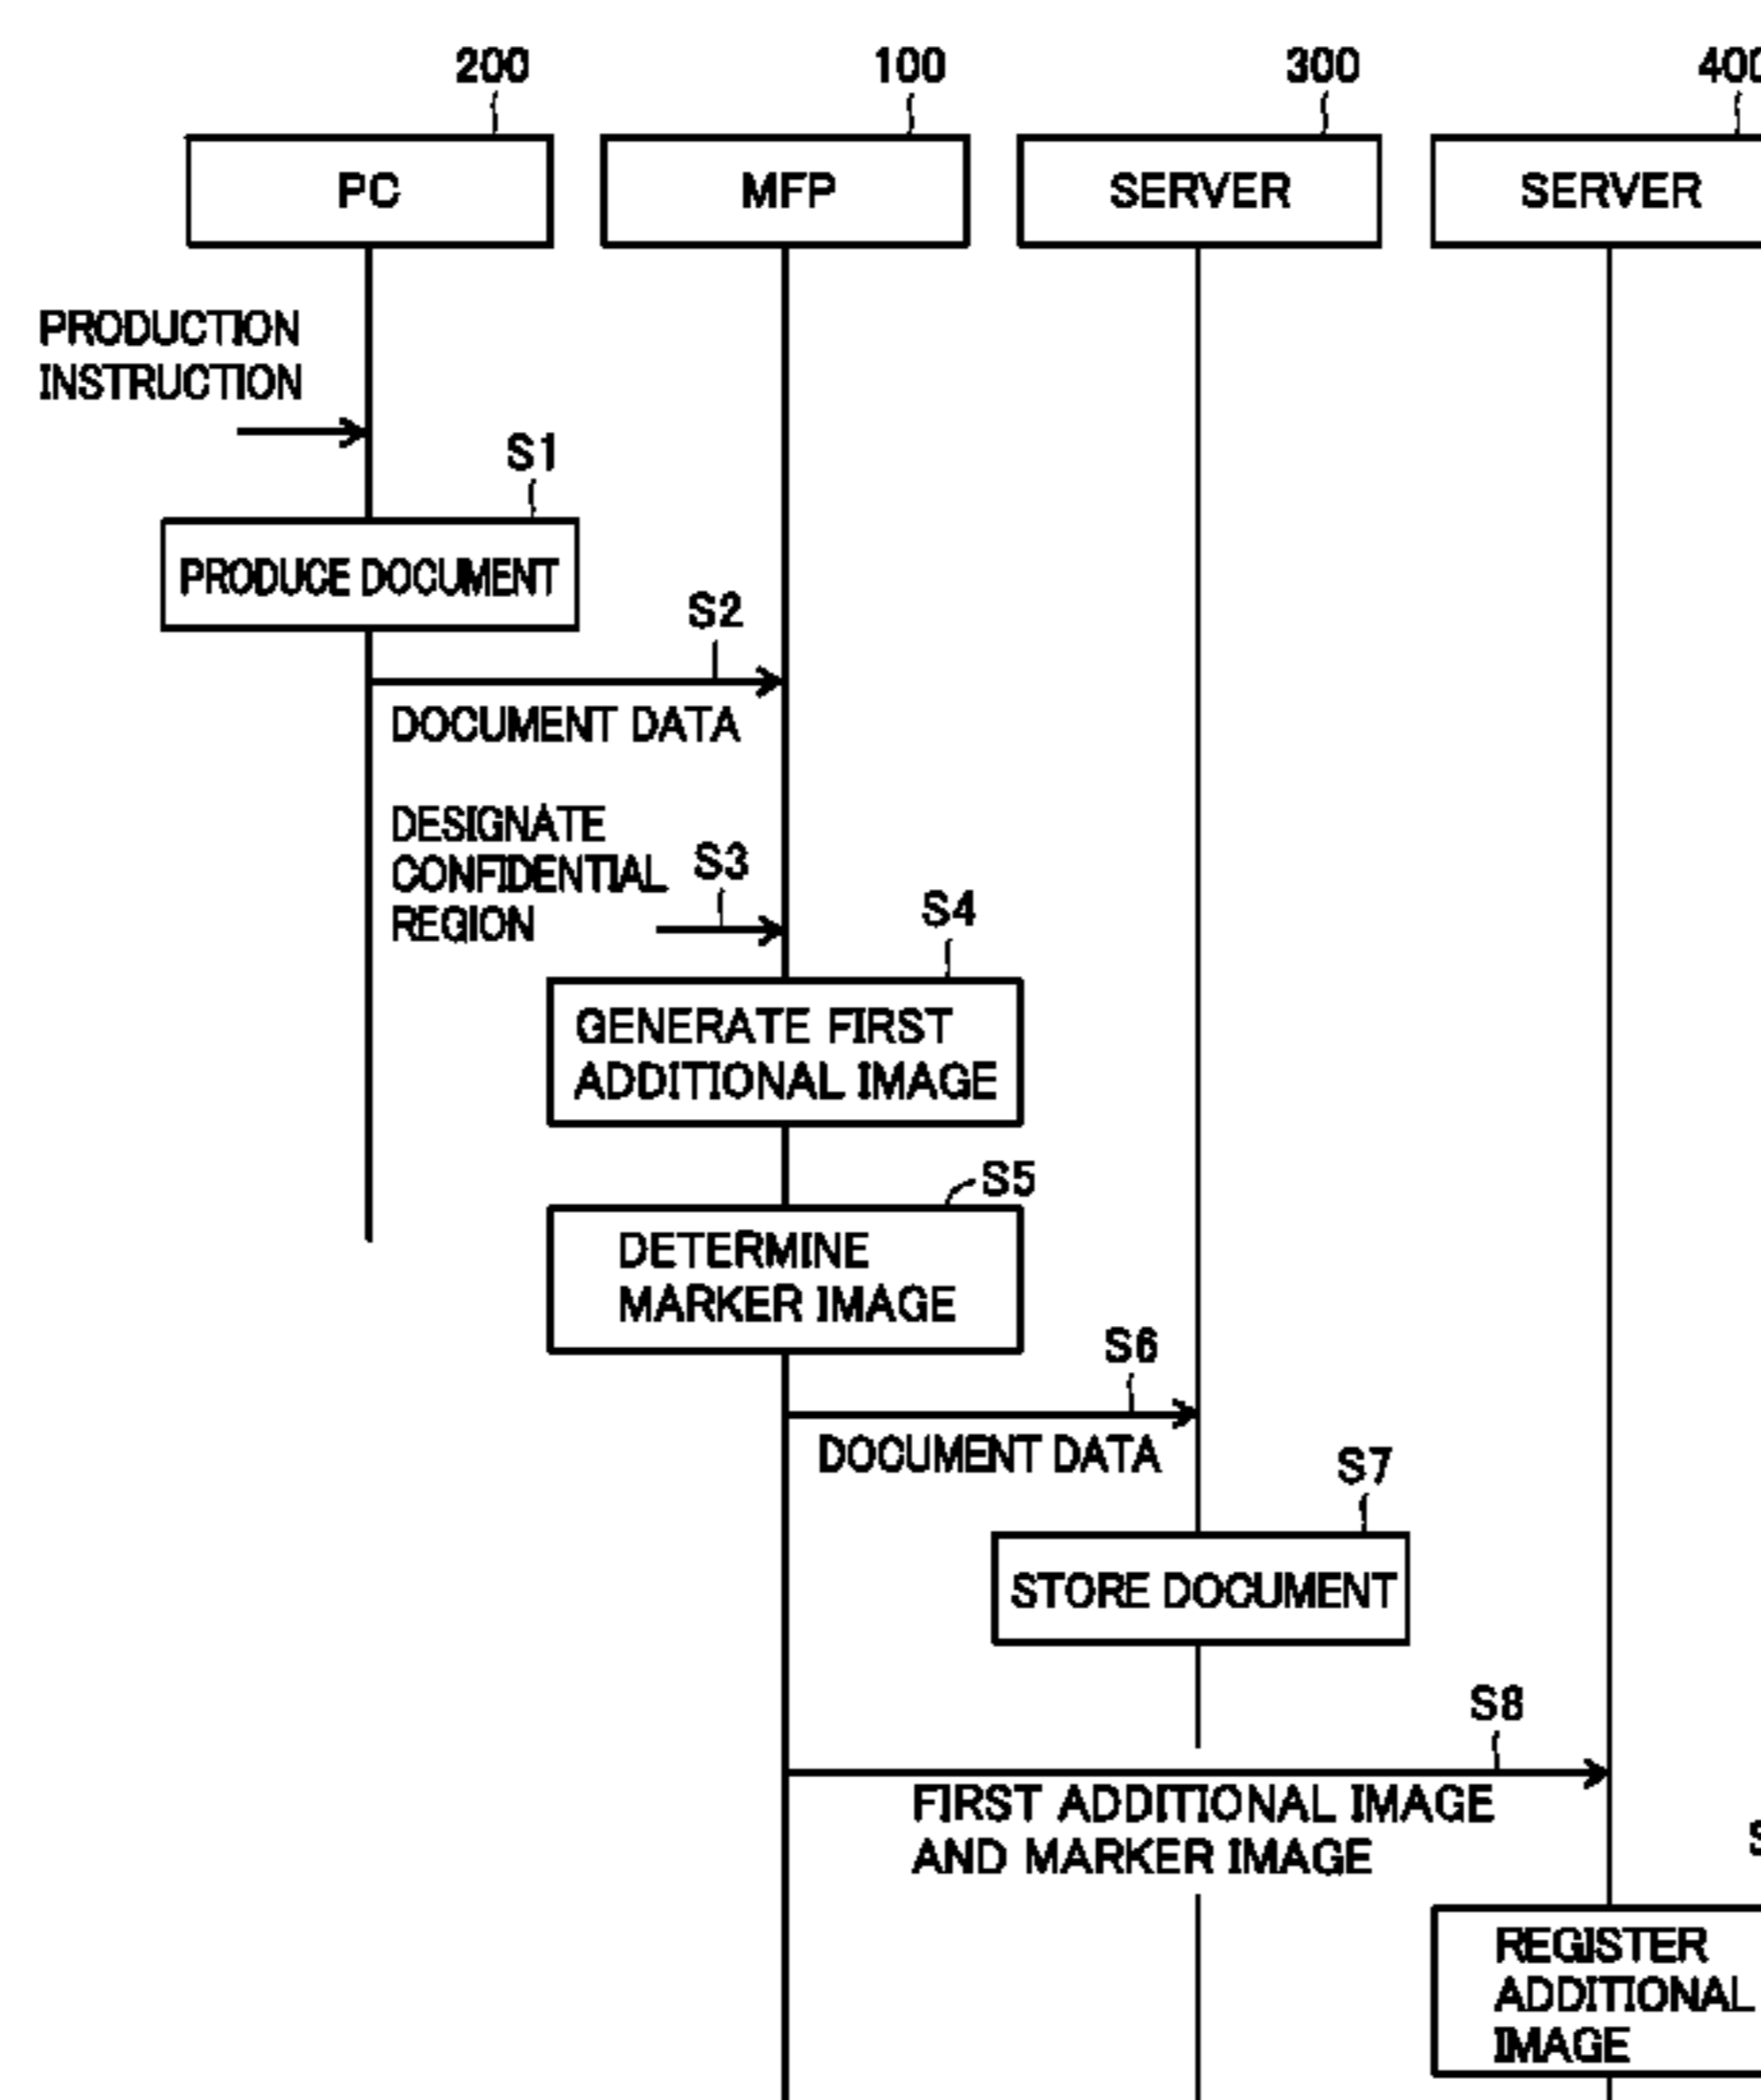 200
100
300
400
PC
MFP
SERVER
SERVER
PRODUCTION
INSTRUCTION
S1
PRODUCE DOCUMENT
S2
DOCUMENT DATA
DESIGNATE
CONFIDENTIAL
REGION
S3
S4
GENERATE FIRST
ADDITIONAL IMAGE
S5
DETERMINE
MARKER IMAGE
S6
DOCUMENT DATA
S7
STORE DOCUMENT
S8
FIRST ADDITIONAL IMAGE
AND MARKER IMAGE
REGISTER
ADDITIONAL
IMAGE